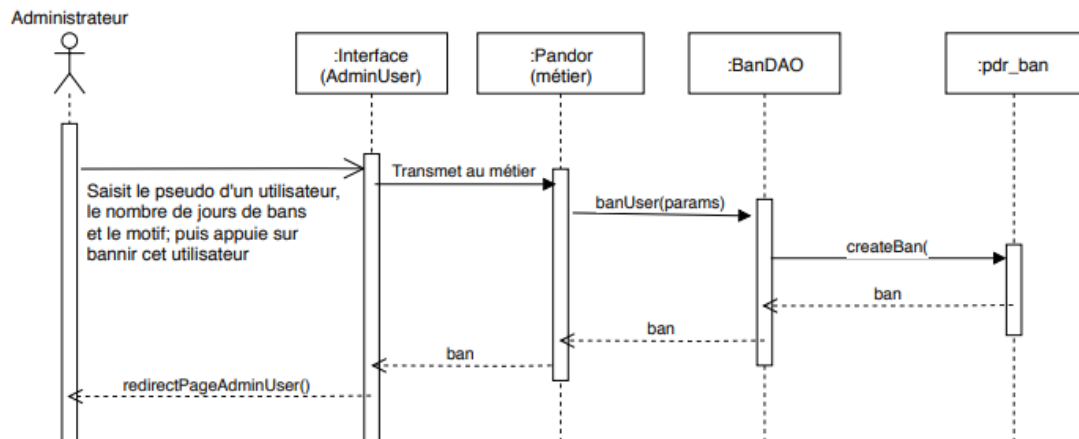 Administrateur
:Interface
(AdminUser)
:Pandor
(métier)
:BanDAO
:pdr_ban
Transmet au métier
Saisit le pseudo d'un utilisateur,
le nombre de jours de bans
et le motif; puis appuie sur
bannir cet utilisateur
banUser(params)
createBan(
ban
ban
ban
redirectPageAdminUser()